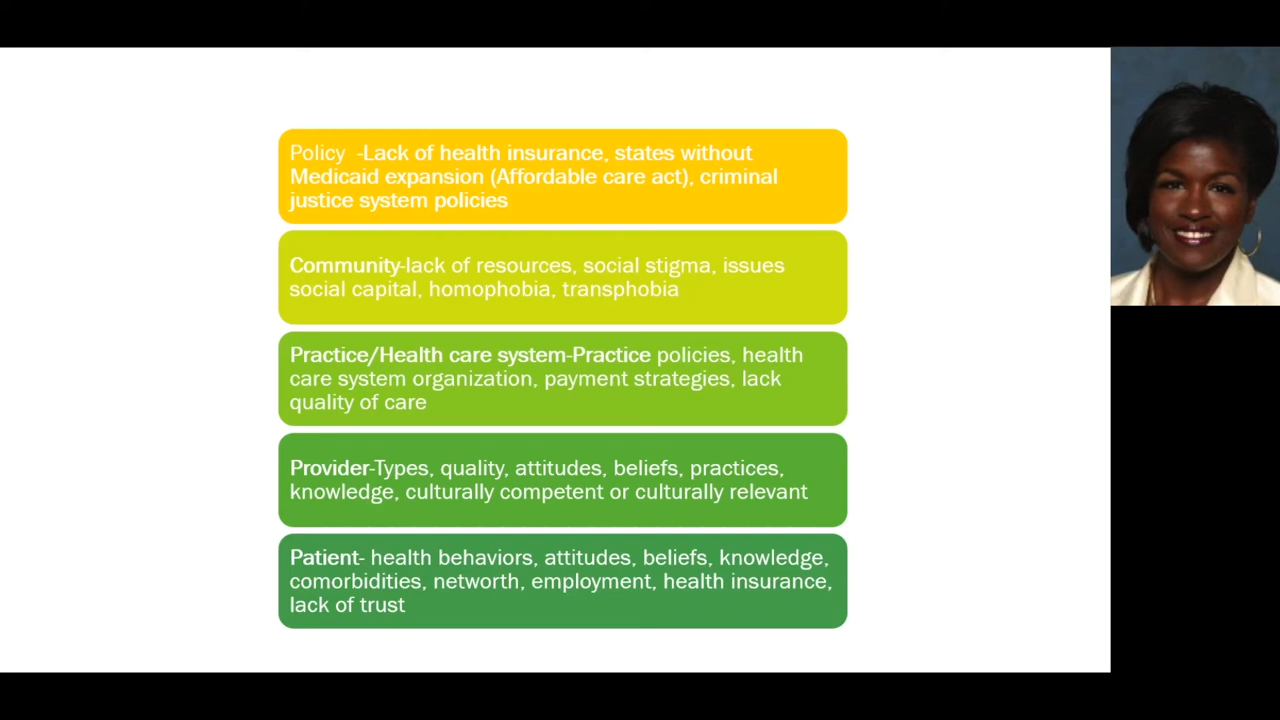 Policy -Lack of health insurance, states without
Medicaid expansion (Affordable care act), criminal
justice system policies
Community-lack of resources, social stigma, issues
social capital, homophobia, transphobia
Practice/Health care system-Practice policies, health
care system organization, payment strategies, lack
quality of care
Provider-Types, quality, attitudes, beliefs, practices,
knowledge, culturally competent or culturally relevant
Patient- health behaviors, attitudes, beliefs, knowledge,
comorbidities, networth, employment, health insurance,
lack of trust